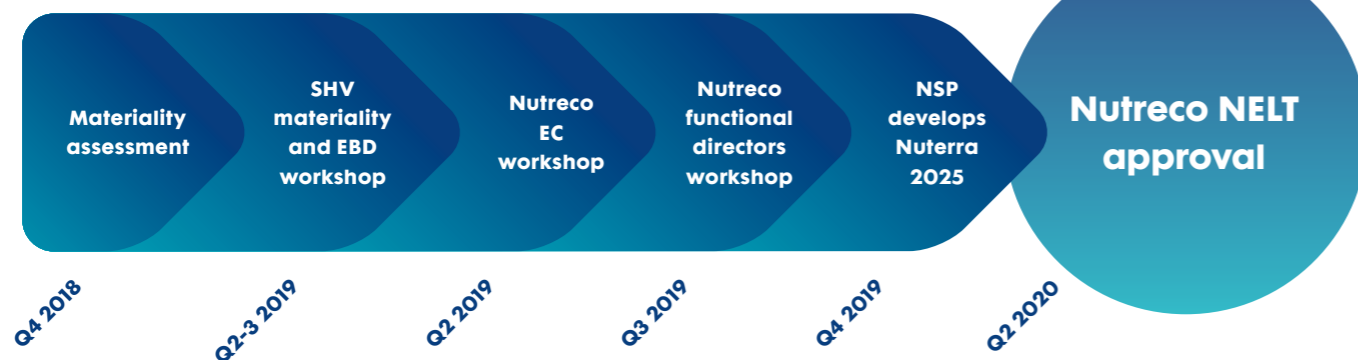 Materiality
assessment
SHV
materiality
and EBD
workshop
Nutreco
EC
workshop
Nutreco
functional
directors
workshop
NSP
develops
Nuterra
2025
Nutreco NELT
approval
Q4 2018
Q2-3 2019
Q2 2019
Q3 2019
Q4 2019
Q2 2020